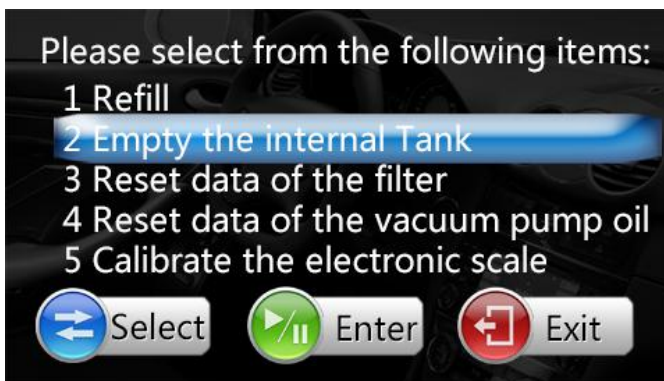 Please select from the following items:
1 Refill
2 Empty the internal Tank
3 Reset data of the filter
4 Reset data of the vacuum pump oil
5 Calibrate the electronic scale
Select Enter Exit